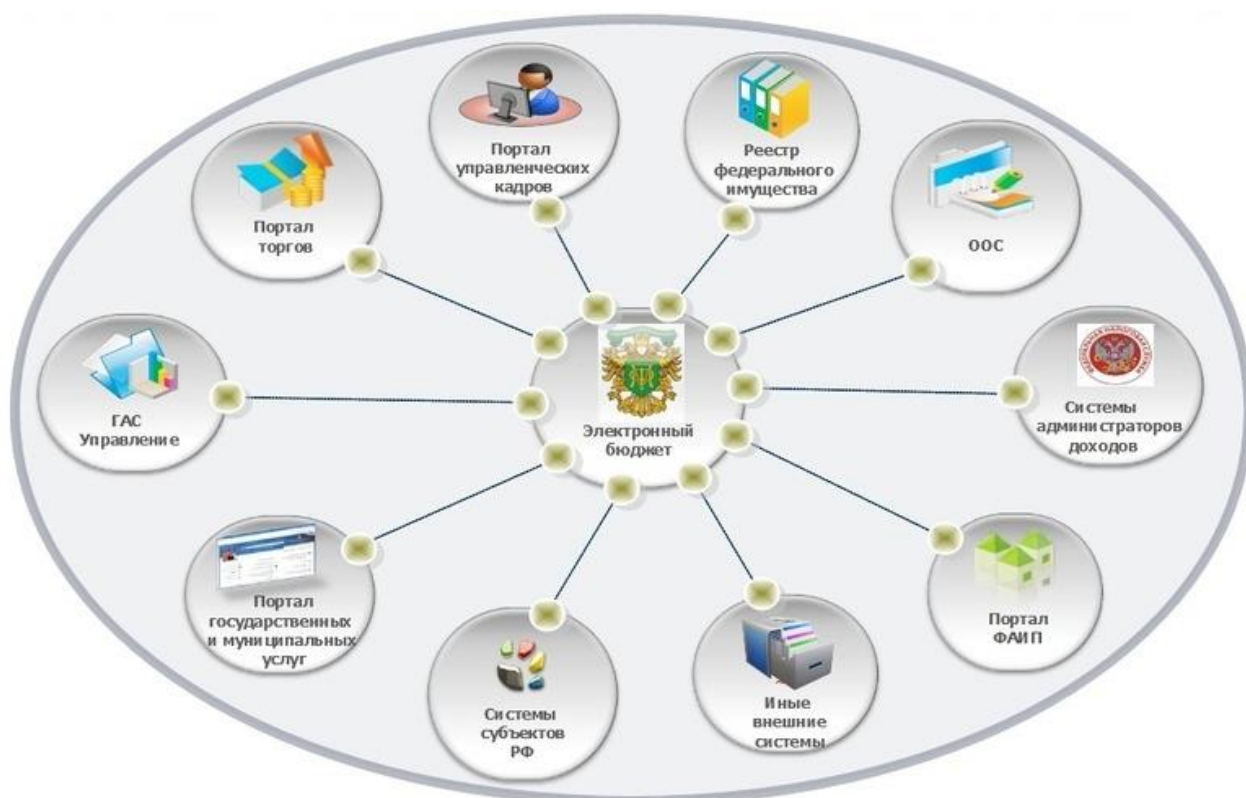 Портал
управленческих
кадров
Реестр
федерального
имущества
Портал
торгов
ООС
ГАС
Управление
Электронный
бюджет
Системы
администраторов
доходов
Портал
государственных
и муниципальных
услуг
Портал
ФАИП
Системы
субъектов
РФ
Иные
внешние
системы